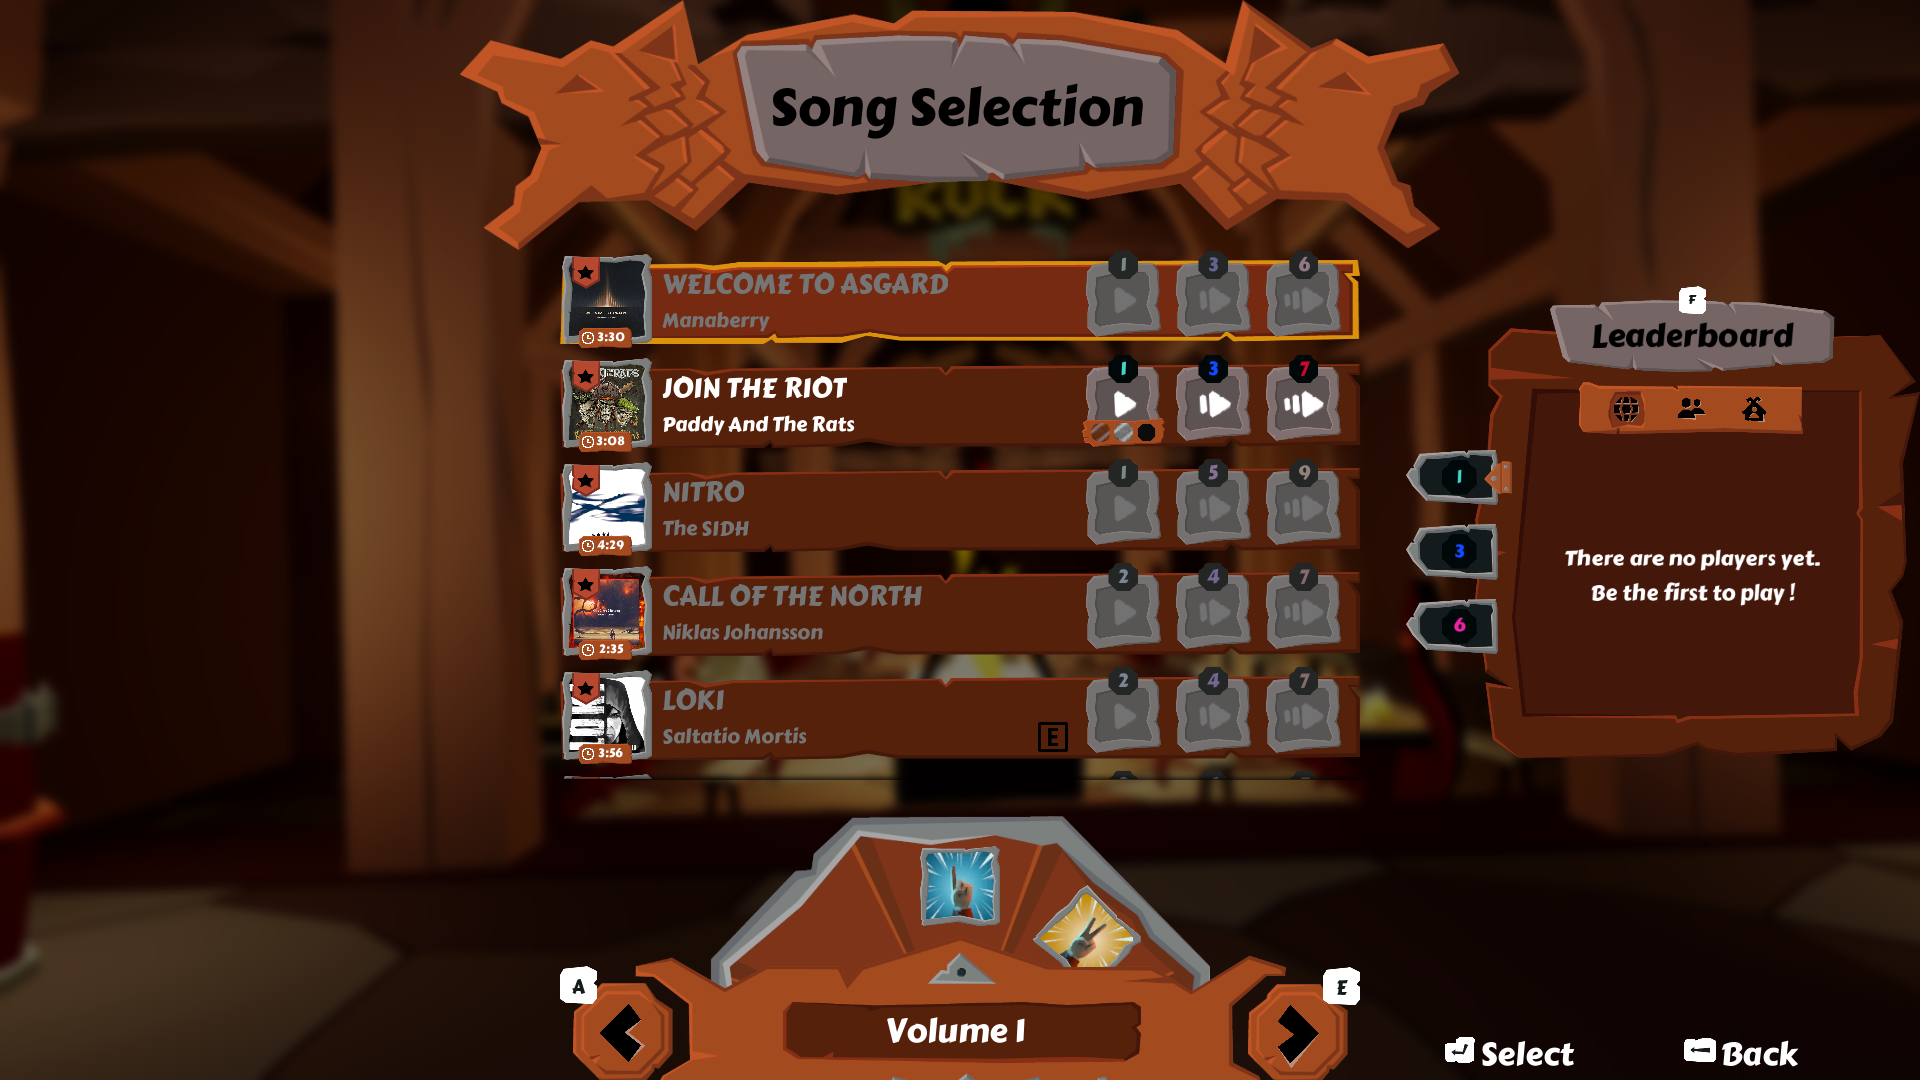 Song Selection
ROCK
WELCOME TO ASGARD
Manaberry
3:30
1
3
6
JOIN THE RIOT
Paddy And The Rats
3:08
1
3
7
NITRO
The SIDH
4:29
1
5
9
CALL OF THE NORTH
Niklas Johansson
2:35
2
4
7
LOKI
Saltatio Mortis
3:56
E
2
4
7
F
Leaderboard
1
3
6
There are no players yet.
Be the first to play !
A
Volume 1
E
Select
Back